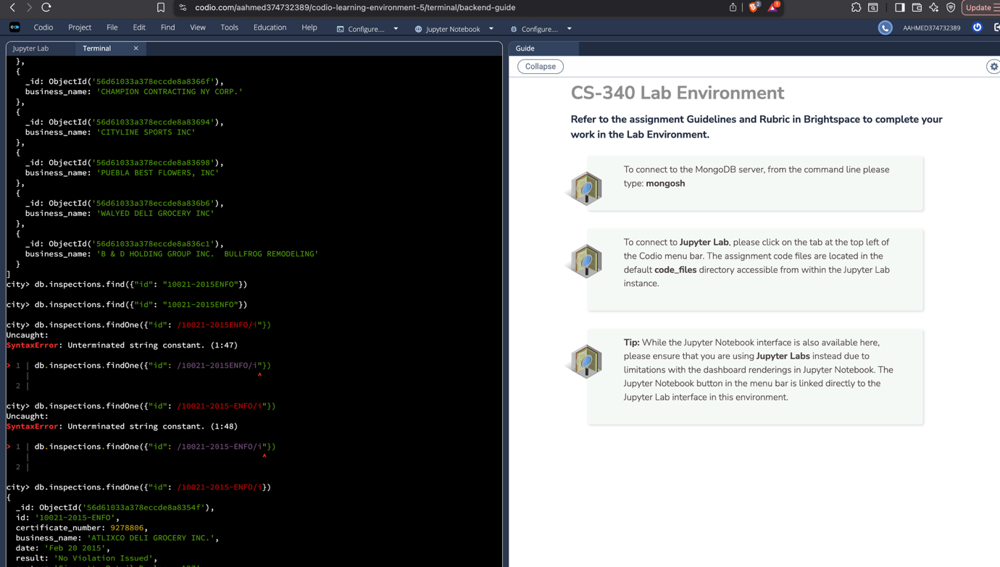 codio.com/aahmed374732389/codio-learning-environment-5/terminal/backend-guide
2
1
Update
Codio
Project
File
Edit
Find
View
Tools
Education
Help
Configure....
Jupyter Notebook
Configure....
AAHMED374732389
Jupyter Lab
Terminal
},
{
_id: ObjectId('56d61033a378eccde8a8366f'),
business_name: 'CHAMPION CONTRACTING NY CORP.'
},
{
_id: ObjectId('56d61033a378eccde8a83694'),
business_name: 'CITYLINE SPORTS INC'
},
{
_id: ObjectId('56d61033a378eccde8a83698'),
business_name: 'PUEBLA BEST FLOWERS, INC'
},
{
_id: ObjectId('56d61033a378eccde8a836b6'),
business_name: 'WALYED DELI GROCERY INC'
},
{
_id: ObjectId('56d61033a378eccde8a836c1'),
business_name: 'B & D HOLDING GROUP INC.  BULLFROG REMODELING'
}
]
city> db.inspections.find({"id": "10021-2015ENFO"})
city> db.inspections.find({"id": "10021-2015ENFO"})
city> db.inspections.findOne({"id": /10021-2015ENFO/i"})
Uncaught:
SyntaxError: Unterminated string constant. (1:47)
> 1 | db.inspections.findOne({"id": /10021-2015ENFO/i"})
| ^
2 |
city> db.inspections.findOne({"id": /10021-2015-ENFO/i"})
Uncaught:
SyntaxError: Unterminated string constant. (1:48)
> 1 | db.inspections.findOne({"id": /10021-2015-ENFO/i"})
| ^
2 |
city> db.inspections.findOne({"id": /10021-2015-ENFO/i})
{
_id: ObjectId('56d61033a378eccde8a8354f'),
id: '10021-2015-ENFO',
certificate_number: 9278806,
business_name: 'ATLIXCO DELI GROCERY INC.',
date: 'Feb 20 2015',
result: 'No Violation Issued',
Guide
Collapse
CS-340 Lab Environment
Refer to the assignment Guidelines and Rubric in Brightspace to complete your
work in the Lab Environment.
To connect to the MongoDB server, from the command line please
type: mongosh
To connect to Jupyter Lab, please click on the tab at the top left of
the Codio menu bar. The assignment code files are located in the
default code_files directory accessible from within the Jupyter Lab
instance.
Tip: While the Jupyter Notebook interface is also available here,
please ensure that you are using Jupyter Labs instead due to
limitations with the dashboard renderings in Jupyter Notebook. The
Jupyter Notebook button in the menu bar is linked directly to the
Jupyter Lab interface in this environment.